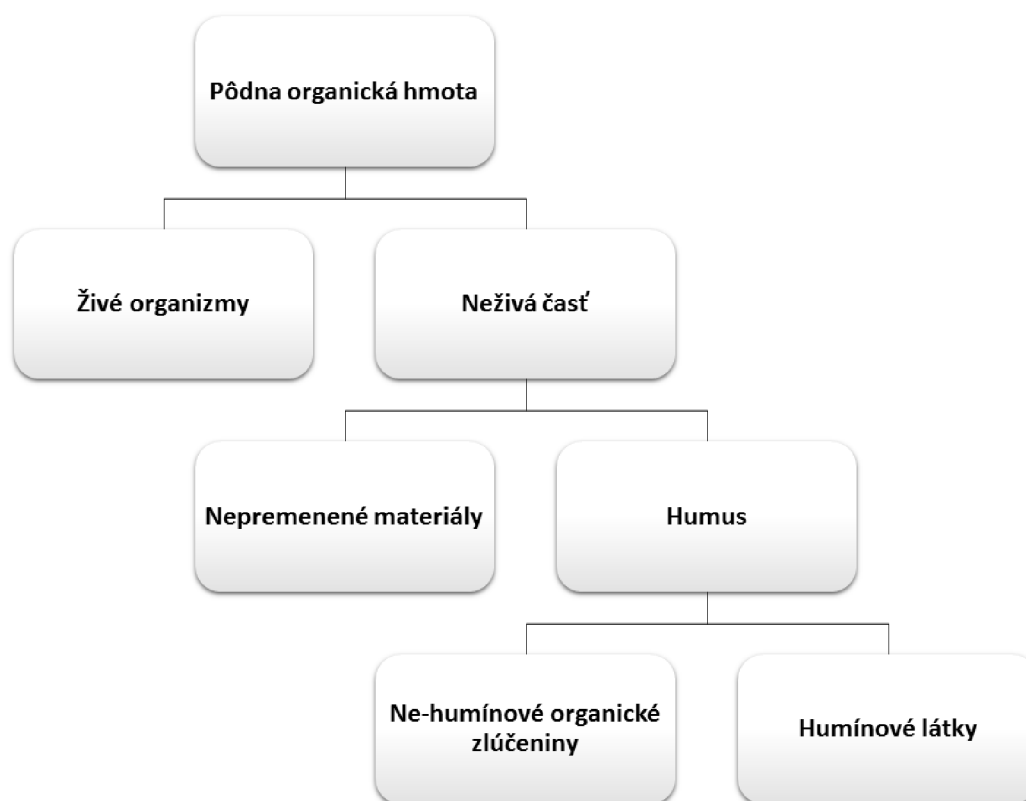 Pôdna organická hmota
Živé organizmy
Neživá časť
Nepremenené materiály
Humus
Ne-humínové organické
zlúčeniny
Humínové látky